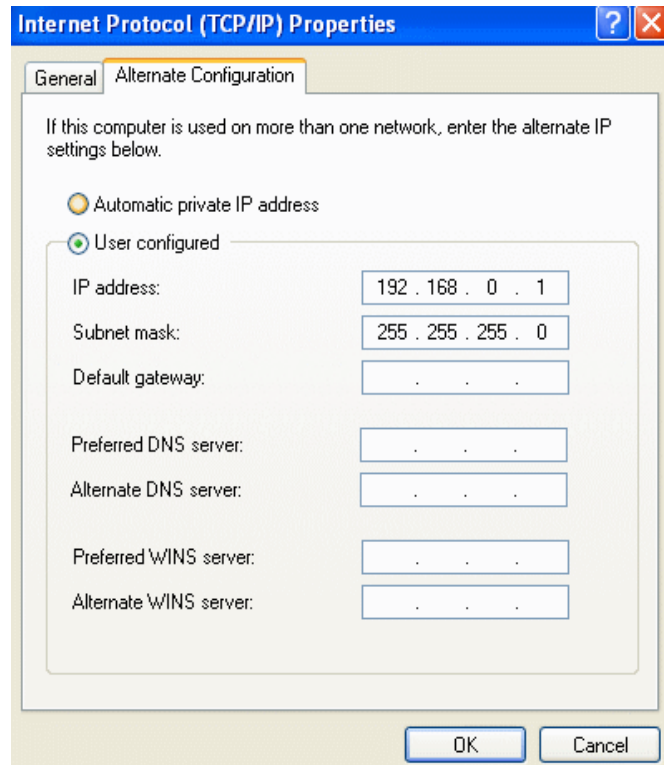 Internet Protocol (TCP/IP) Properties
General Alternate Configuration
If this computer is used on more than one network, enter the alternate IP
settings below.
Automatic private IP address
User configured
IP address: 192 . 168 . 0 . 1
Subnet mask: 255 . 255 . 255 . 0
Default gateway: . . .
Preferred DNS server: . . .
Alternate DNS server: . . .
Preferred WINS server: . . .
Alternate WINS server: . . .
OK Cancel